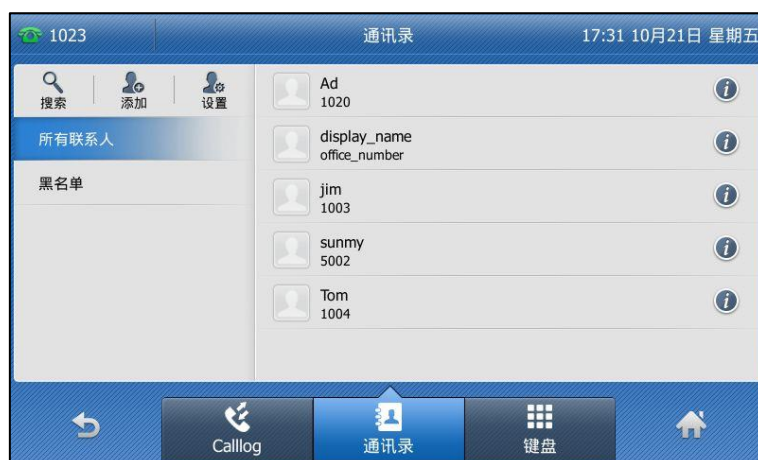 1023
通讯录
17:31 10月21日 星期五
搜索
添加
设置
所有联系人
黑名单
Ad
1020
display_name
office_number
jim
1003
sunmy
5002
Tom
1004
Calllog
通讯录
键盘